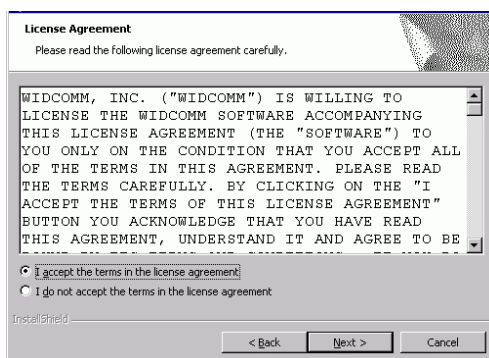 License Agreement
Please read the following license agreement carefully.
WIDCOMM, INC. ("WIDCOMM") IS WILLING TO
LICENSE THE WIDCOMM SOFTWARE ACCOMPANYING
THIS LICENSE AGREEMENT (THE "SOFTWARE") TO
YOU ONLY ON THE CONDITION THAT YOU ACCEPT ALL
OF THE TERMS IN THIS AGREEMENT. PLEASE READ
THE TERMS CAREFULLY. BY CLICKING ON THE "I
ACCEPT THE TERMS OF THIS LICENSE AGREEMENT"
BUTTON YOU ACKNOWLEDGE THAT YOU HAVE READ
THIS AGREEMENT, UNDERSTAND IT AND AGREE TO BE
I accept the terms in the license agreement
I do not accept the terms in the license agreement
InstallShield
< Back Next > Cancel